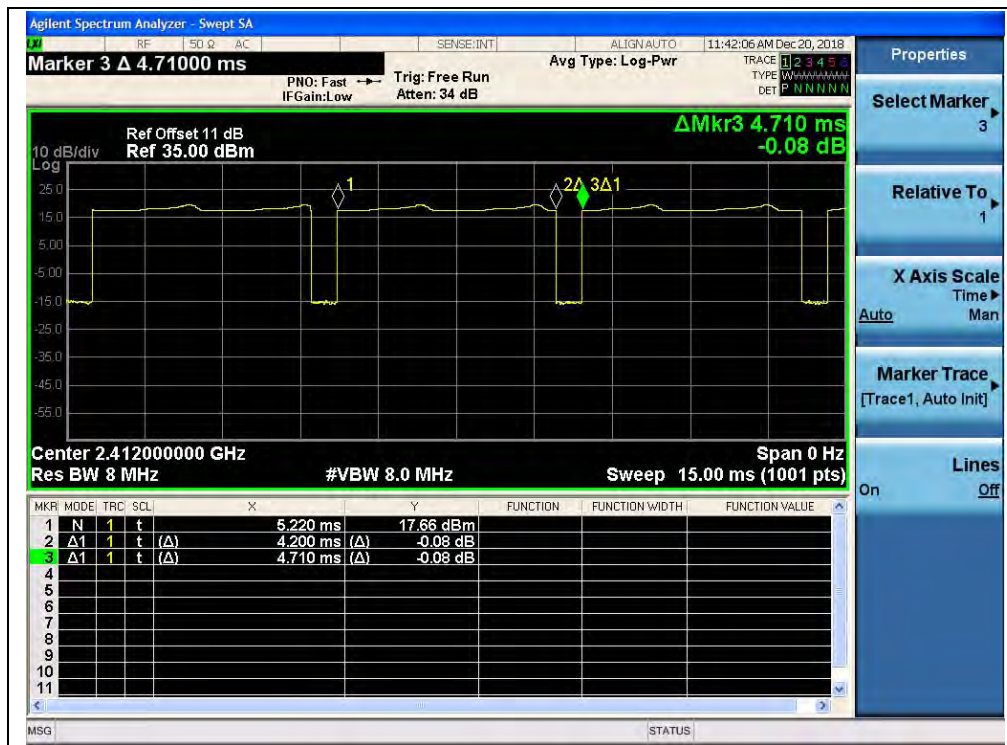 Agilent Spectrum Analyzer - Swept SA
LXI RF 50 Ω AC SENSE:INT ALIGN AUTO 11:42:06 AM Dec 20, 2018
Marker 3 Δ 4.71000 ms
PNO: Fast
IFGain:Low
Trig: Free Run
Atten: 34 dB
Avg Type: Log-Pwr
TRACE 1 2 3 4 5 6
TYPE W
DET P N N N N N
Ref Offset 11 dB
Ref 35.00 dBm
10 dB/div
Log
ΔMkr3 4.710 ms
-0.08 dB
25.0
15.0
5.00
-5.00
-15.0
-25.0
-35.0
-45.0
-55.0
1
2Δ 3Δ1
Center 2.412000000 GHz Span 0 Hz
Res BW 8 MHz #VBW 8.0 MHz Sweep 15.00 ms (1001 pts)
MKR MODE TRC SCL X Y FUNCTION FUNCTION WIDTH FUNCTION VALUE
1 N 1 t 5.220 ms 17.66 dBm
2 Δ1 1 t (Δ) 4.200 ms (Δ) -0.08 dB
3 Δ1 1 t (Δ) 4.710 ms (Δ) -0.08 dB
4
5
6
7
8
9
10
11
MSG STATUS
Properties
Select Marker
3
Relative To
1
X Axis Scale
Time
Auto Man
Marker Trace
[Trace1, Auto Init]
Lines
On Off